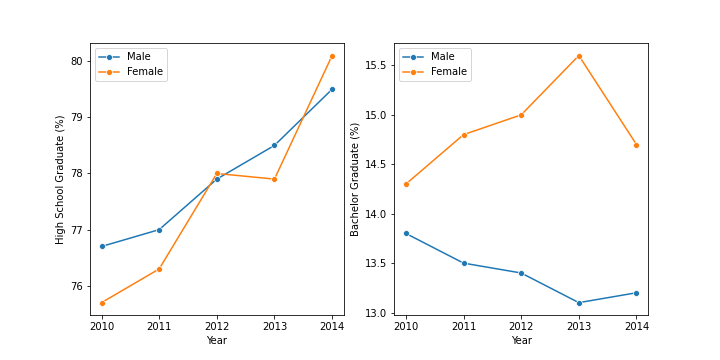 Male
Female
80
79
78
77
76
High School Graduate (%)
2010 2011 2012 2013 2014
Year
Male
Female
15.5
15.0
14.5
14.0
13.5
13.0
Bachelor Graduate (%)
2010 2011 2012 2013 2014
Year